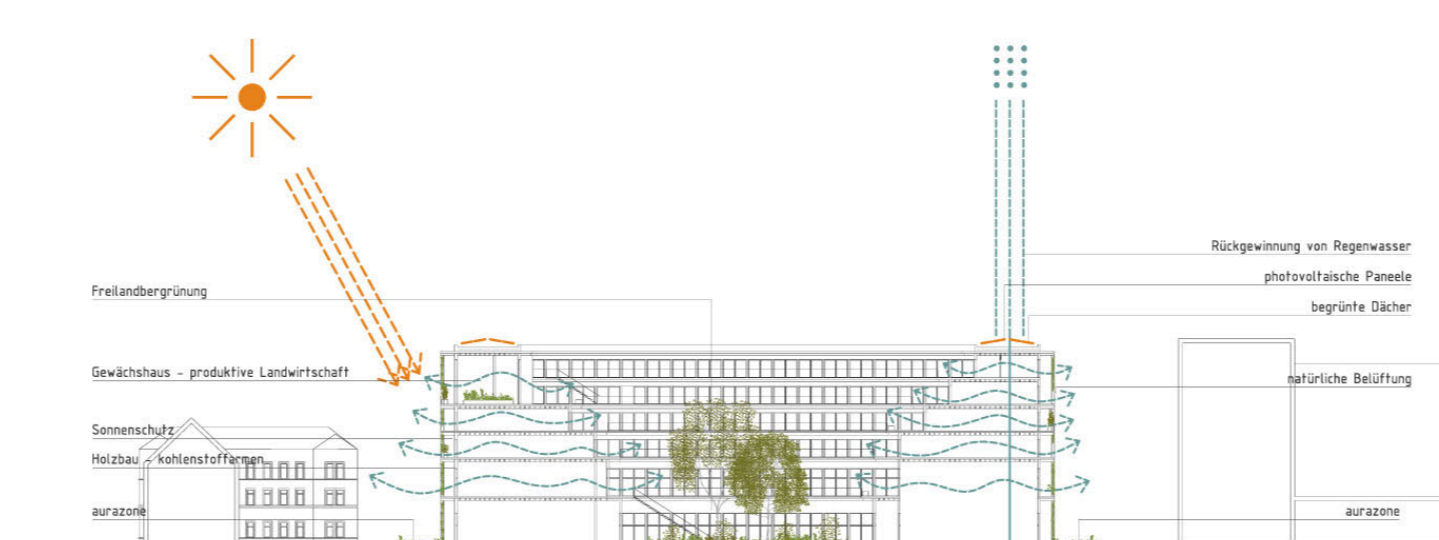 Rückgewinnung von Regenwasser
photovoltaische Paneele
Freilandbergrünung
begrünte Dächer
Gewächshaus - produktive Landwirtschaft
natürliche Belüftung
Sonnenschutz
Holzbau - kohlenstoffarmen
aurazone
aurazone